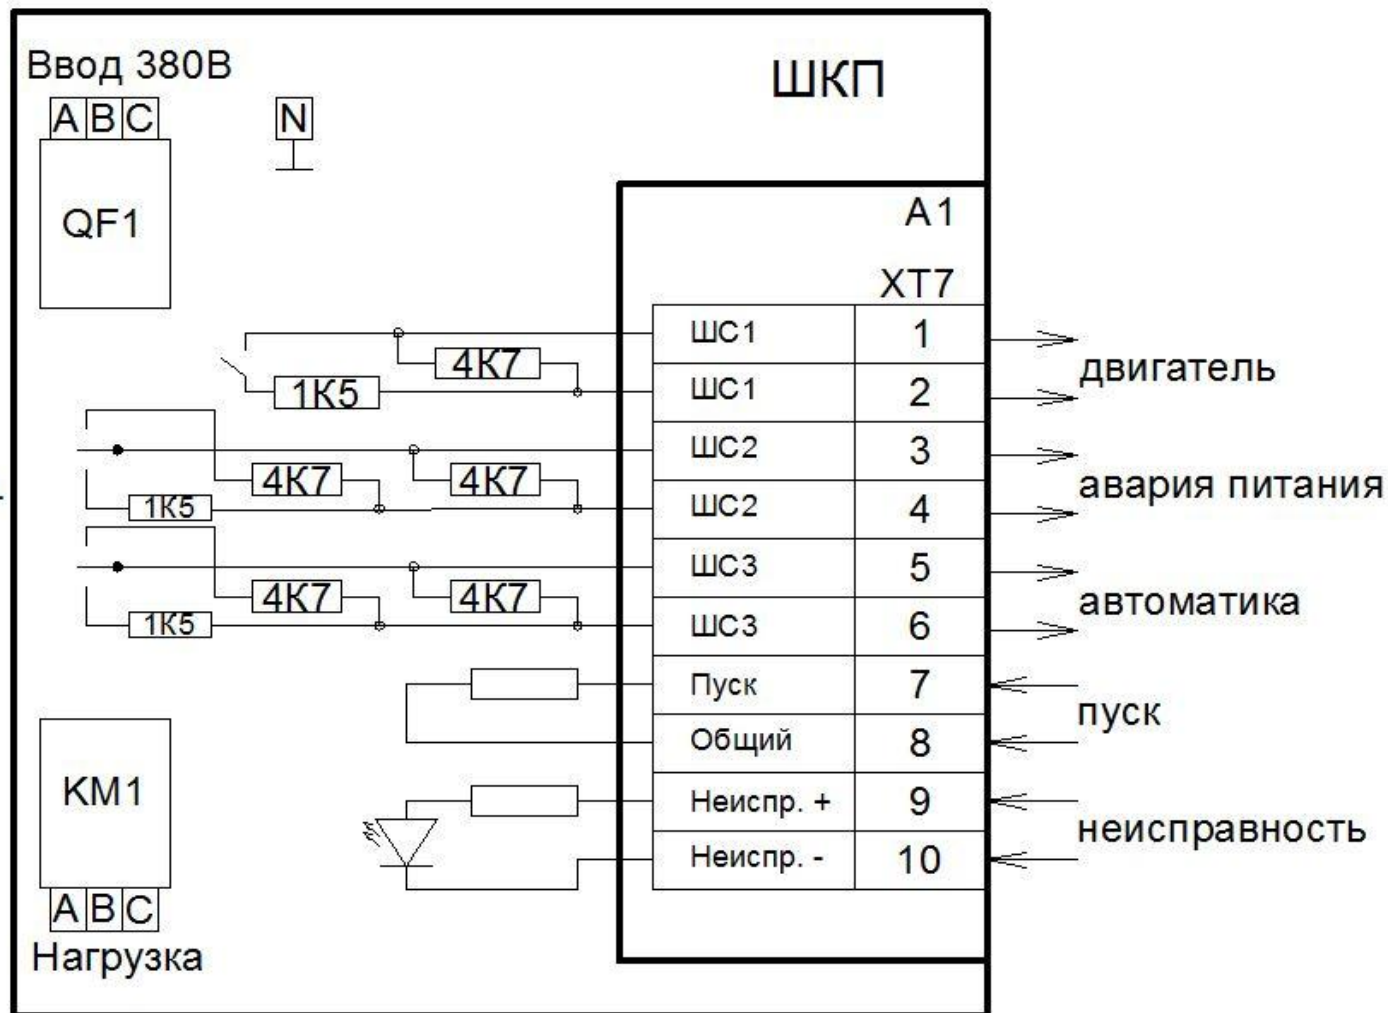 Ввод 380В
ШКП
A B C
N
QF1
А1
ХТ7
ШС1 1
4К7
двигатель
1К5
ШС1 2
ШС2 3
4К7 4К7
авария питания
1К5
ШС2 4
ШС3 5
4К7 4К7
автоматика
1К5
ШС3 6
Пуск 7
пуск
Общий 8
KM1
Неиспр. + 9
неисправность
Неиспр. - 10
A B C
Нагрузка